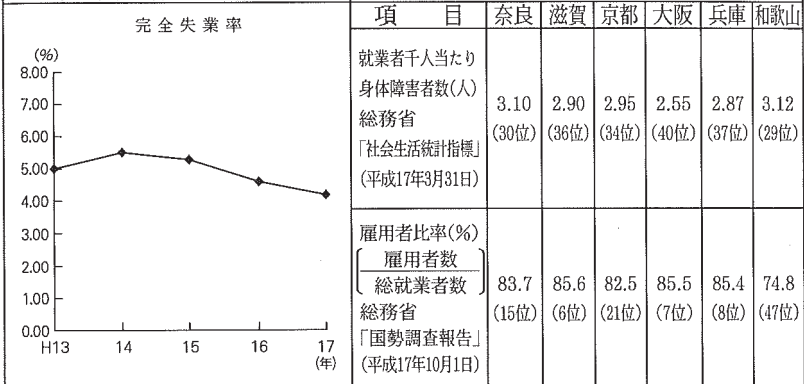 完全失業率
(%)
8.00
7.00
6.00
5.00
4.00
3.00
2.00
1.00
0.00
H13 14 15 16 17
(年)
項 目 奈良 滋賀 京都 大阪 兵庫 和歌山
就業者千人当たり
身体障害者数(人)
総務省
「社会生活統計指標」
(平成17年3月31日)
3.10 2.90 2.95 2.55 2.87 3.12
(30位) (36位) (34位) (40位) (37位) (29位)
雇用者比率(%)
雇用者数
総就業者数
総務省
「国勢調査報告」
(平成17年10月1日)
83.7 85.6 82.5 85.5 85.4 74.8
(15位) (6位) (21位) (7位) (8位) (47位)